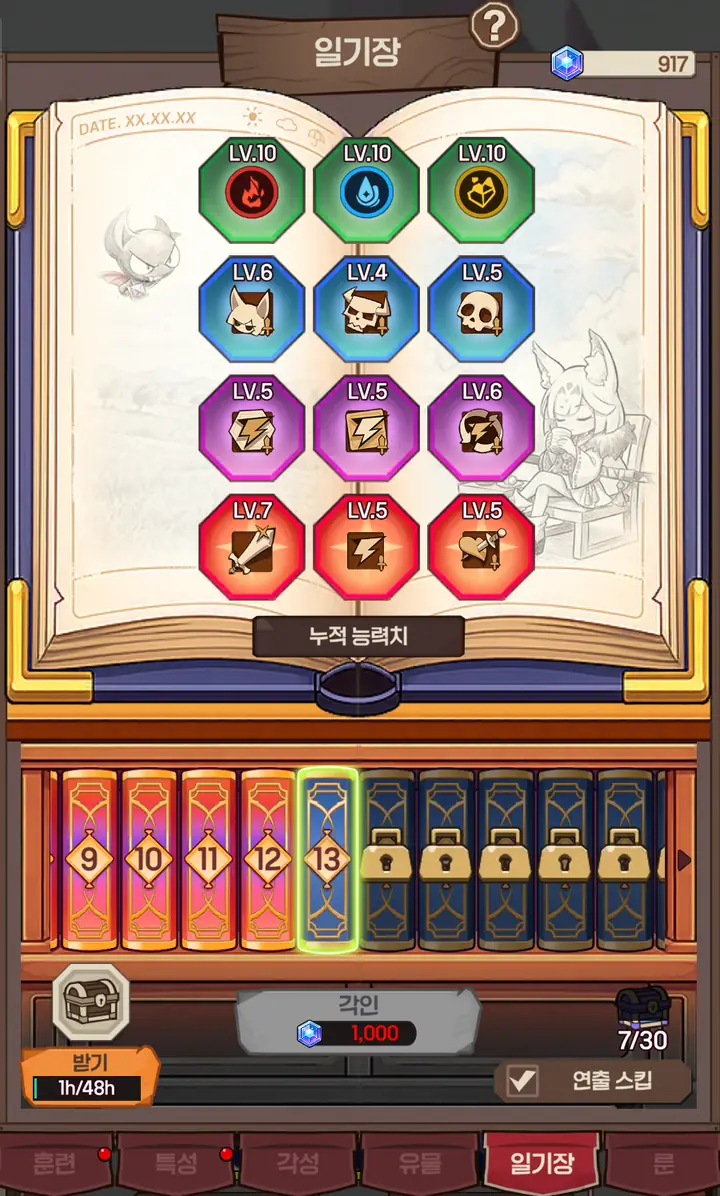 일기장
?
917
DATE. XX.XX.XX
LV.10 LV.10 LV.10
LV.6 LV.4 LV.5
LV.5 LV.5 LV.6
LV.7 LV.5 LV.5
누적 능력치
9 10 11 12 13
각인
1,000
7/30
받기
1h/48h
연출 스킵
훈련 특성 각성 유물 일기장 룬